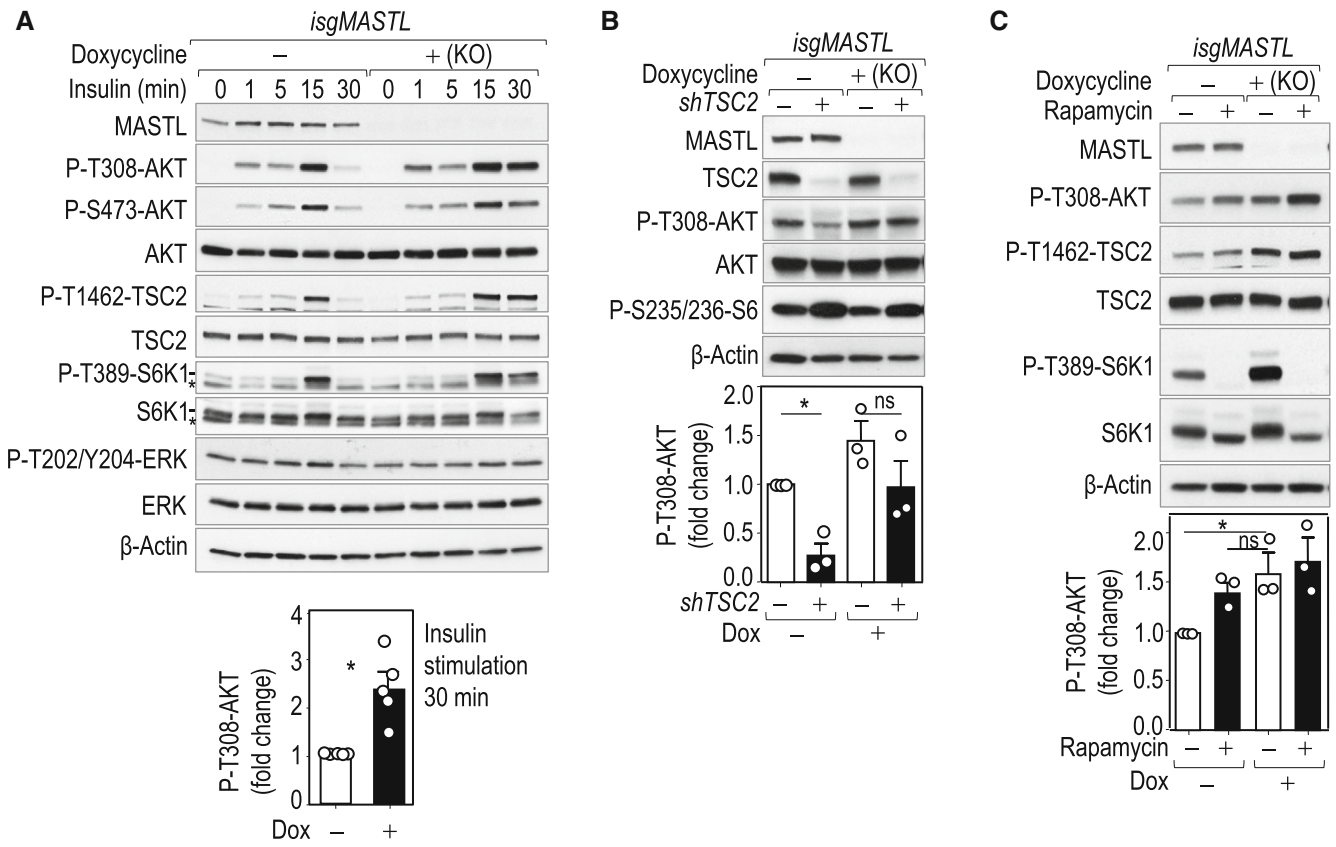 A
isgMASTL
Doxycycline – + (KO)
Insulin (min) 0 1 5 15 30 0 1 5 15 30
MASTL
P-T308-AKT
P-S473-AKT
AKT
P-T1462-TSC2
TSC2
P-T389-S6K1
*
S6K1
*
P-T202/Y204-ERK
ERK
β-Actin
P-T308-AKT
(fold change)
4
3
2
1
0
*
Insulin
stimulation
30 min
Dox – +
B
isgMASTL
Doxycycline – + (KO)
shTSC2 – + – +
MASTL
TSC2
P-T308-AKT
AKT
P-S235/236-S6
β-Actin
P-T308-AKT
(fold change)
2.0
1.5
1.0
0.5
0.0
* ns
shTSC2 – + – +
Dox – +
C
isgMASTL
Doxycycline – + (KO)
Rapamycin – + – +
MASTL
P-T308-AKT
P-T1462-TSC2
TSC2
P-T389-S6K1
S6K1
β-Actin
P-T308-AKT
(fold change)
2.0
1.5
1.0
0.5
0.0
*
ns
Rapamycin – + – +
Dox – +